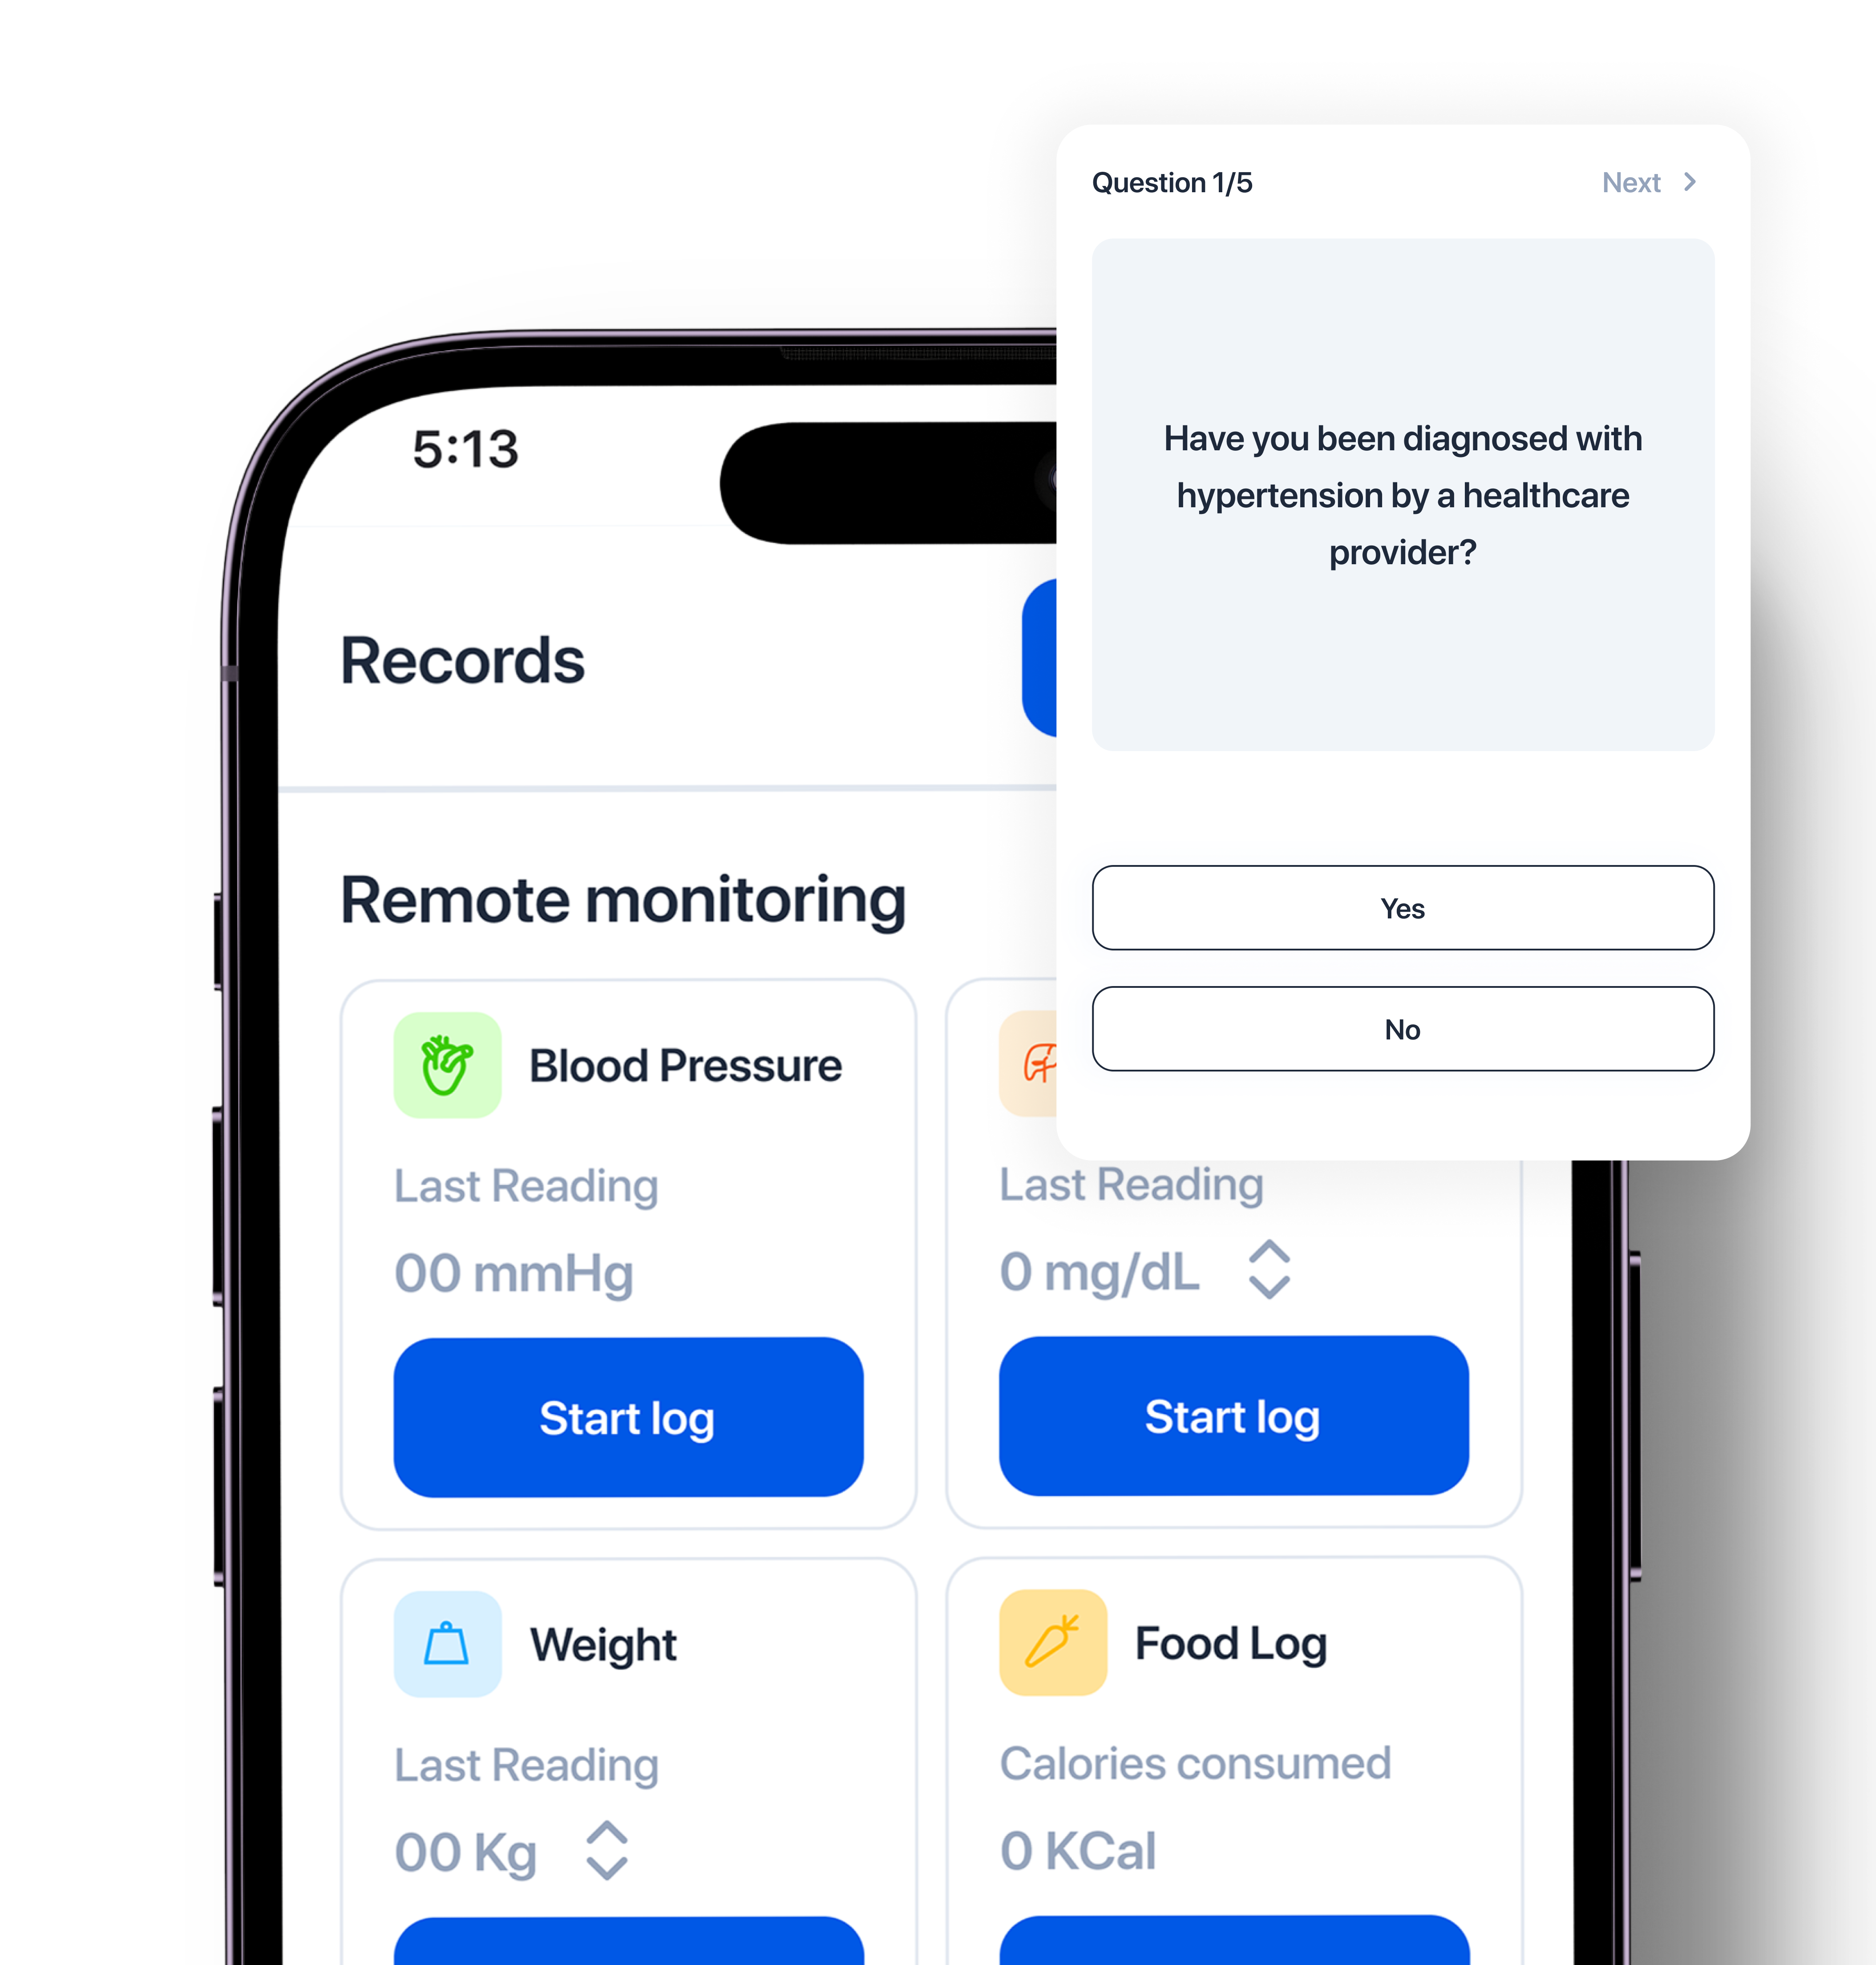 Question 1/5
Next
Have you been diagnosed with
hypertension by a healthcare
provider?
Yes
No
5:13
Records
Remote monitoring
Blood Pressure
Last Reading
00 mmHg
Start log
Last Reading
0 mg/dL
Start log
Weight
Last Reading
00 Kg
Food Log
Calories consumed
0 KCal